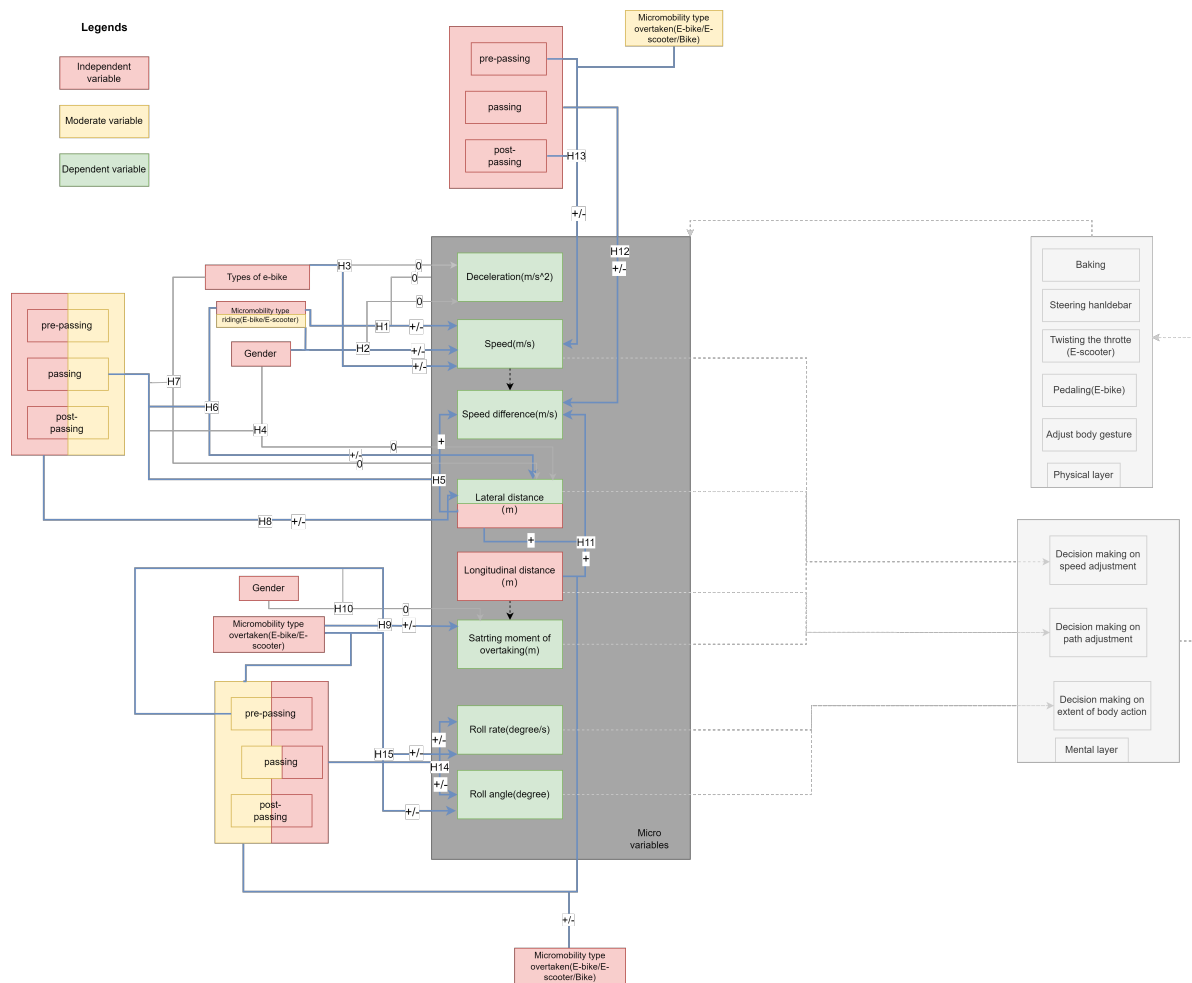 Legends
Independent
variable
Moderate variable
Dependent variable
Micromobility type
overtaken(E-bike/E-
scooter/Bike)
pre-passing
passing
post-
passing
H13
+/-
H12
+/-
Types of e-bike
H3
0
0
0
Micromobility type
riding(E-bike/E-scooter)
H1
+/-
Gender
H2
+/-
+/-
Deceleration(m/s^2)
Speed(m/s)
Speed difference(m/s)
pre-passing
passing
post-
passing
H7
H6
H4
0
+/-
0
+
H5
H8
+/-
Lateral distance
(m)
+
H11
+
Longitudinal distance
(m)
Gender
H10
0
Micromobility type
overtaken(E-bike/E-
scooter)
H9
+/-
Satrting moment of
overtaking(m)
pre-passing
passing
post-
passing
H15
+/-
+/-
H14
+/-
+/-
Roll rate(degree/s)
Roll angle(degree)
Micro
variables
+/-
Micromobility type
overtaken(E-bike/E-
scooter/Bike)
Baking
Steering hanldebar
Twisting the throtte
(E-scooter)
Pedaling(E-bike)
Adjust body gesture
Physical layer
Decision making on
speed adjustment
Decision making on
path adjustment
Decision making on
extent of body action
Mental layer